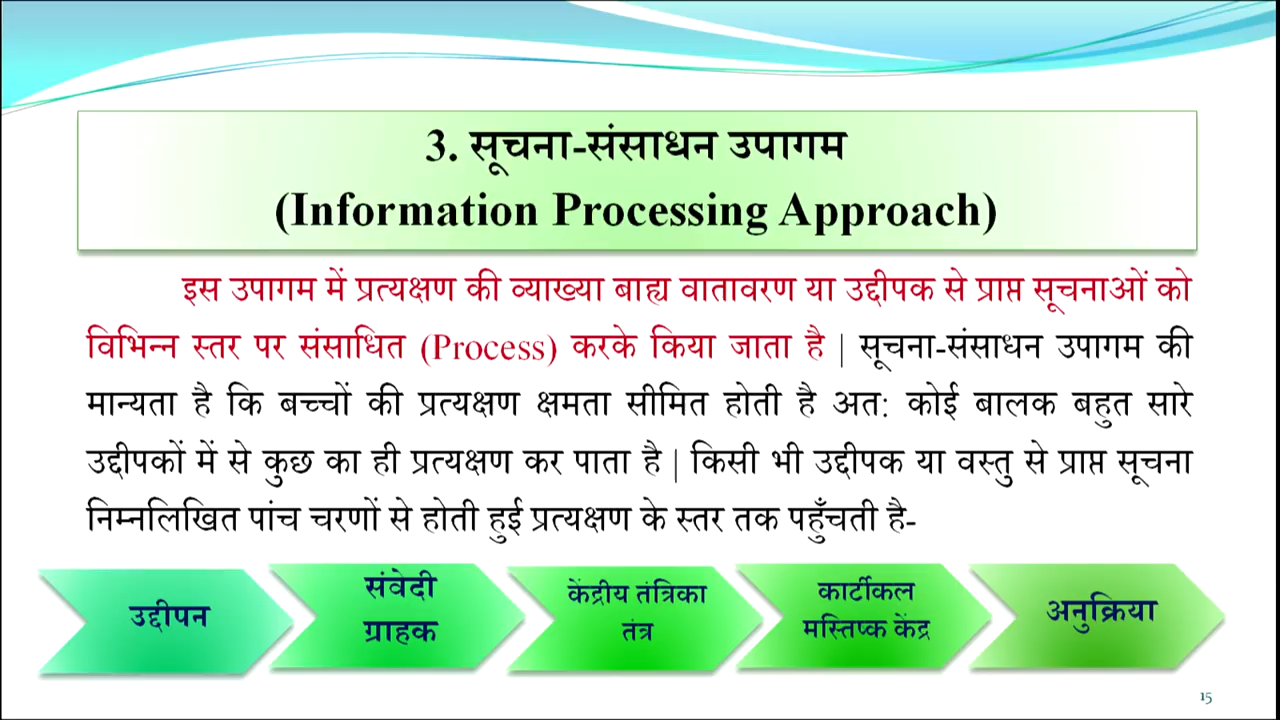 3. सूचना-संसाधन उपागम
(Information Processing Approach)
इस उपागम में प्रत्यक्षण की व्याख्या बाह्य वातावरण या उद्दीपक से प्राप्त सूचनाओं को
विभिन्न स्तर पर संसाधित (Process) करके किया जाता है | सूचना-संसाधन उपागम की
मान्यता है कि बच्चों की प्रत्यक्षण क्षमता सीमित होती है अत: कोई बालक बहुत सारे
उद्दीपकों में से कुछ का ही प्रत्यक्षण कर पाता है | किसी भी उद्दीपक या वस्तु से प्राप्त सूचना
निम्नलिखित पांच चरणों से होती हुई प्रत्यक्षण के स्तर तक पहुँचती है-
उद्दीपन
संवेदी
ग्राहक
केंद्रीय तंत्रिका
तंत्र
कार्टीकल
मस्तिष्क केंद्र
अनुक्रिया
15